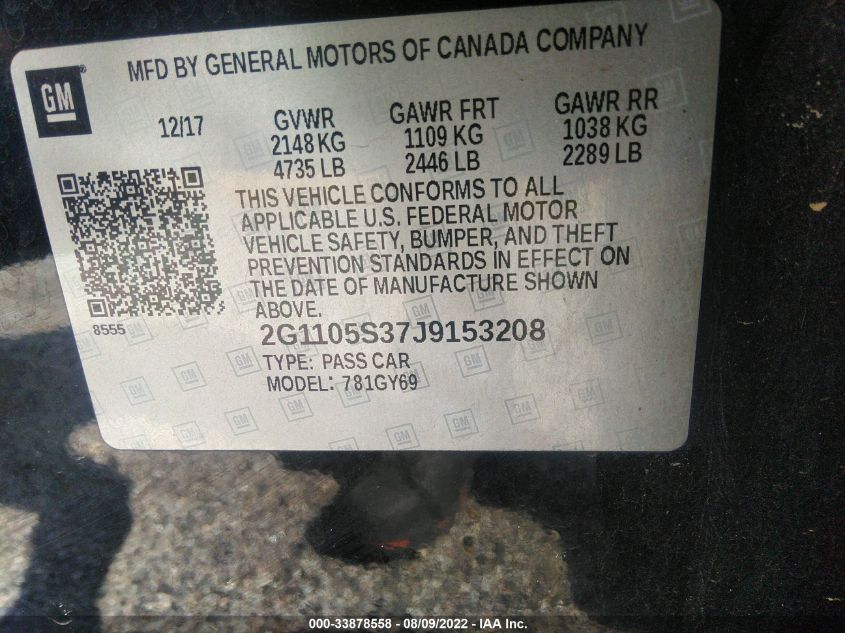 MFD BY GENERAL MOTORS OF CANADA COMPANY
GM
12/17
GVWR GAWR FRT GAWR RR
2148 KG 1109 KG 1038 KG
4735 LB 2446 LB 2289 LB
THIS VEHICLE CONFORMS TO ALL
APPLICABLE U.S. FEDERAL MOTOR
VEHICLE SAFETY, BUMPER, AND THEFT
PREVENTION STANDARDS IN EFFECT ON
THE DATE OF MANUFACTURE SHOWN
ABOVE.
8555
2G1105S37J9153208
TYPE: PASS CAR
MODEL: 781GY69
000-33878558 - 08/09/2022 - IAA Inc.